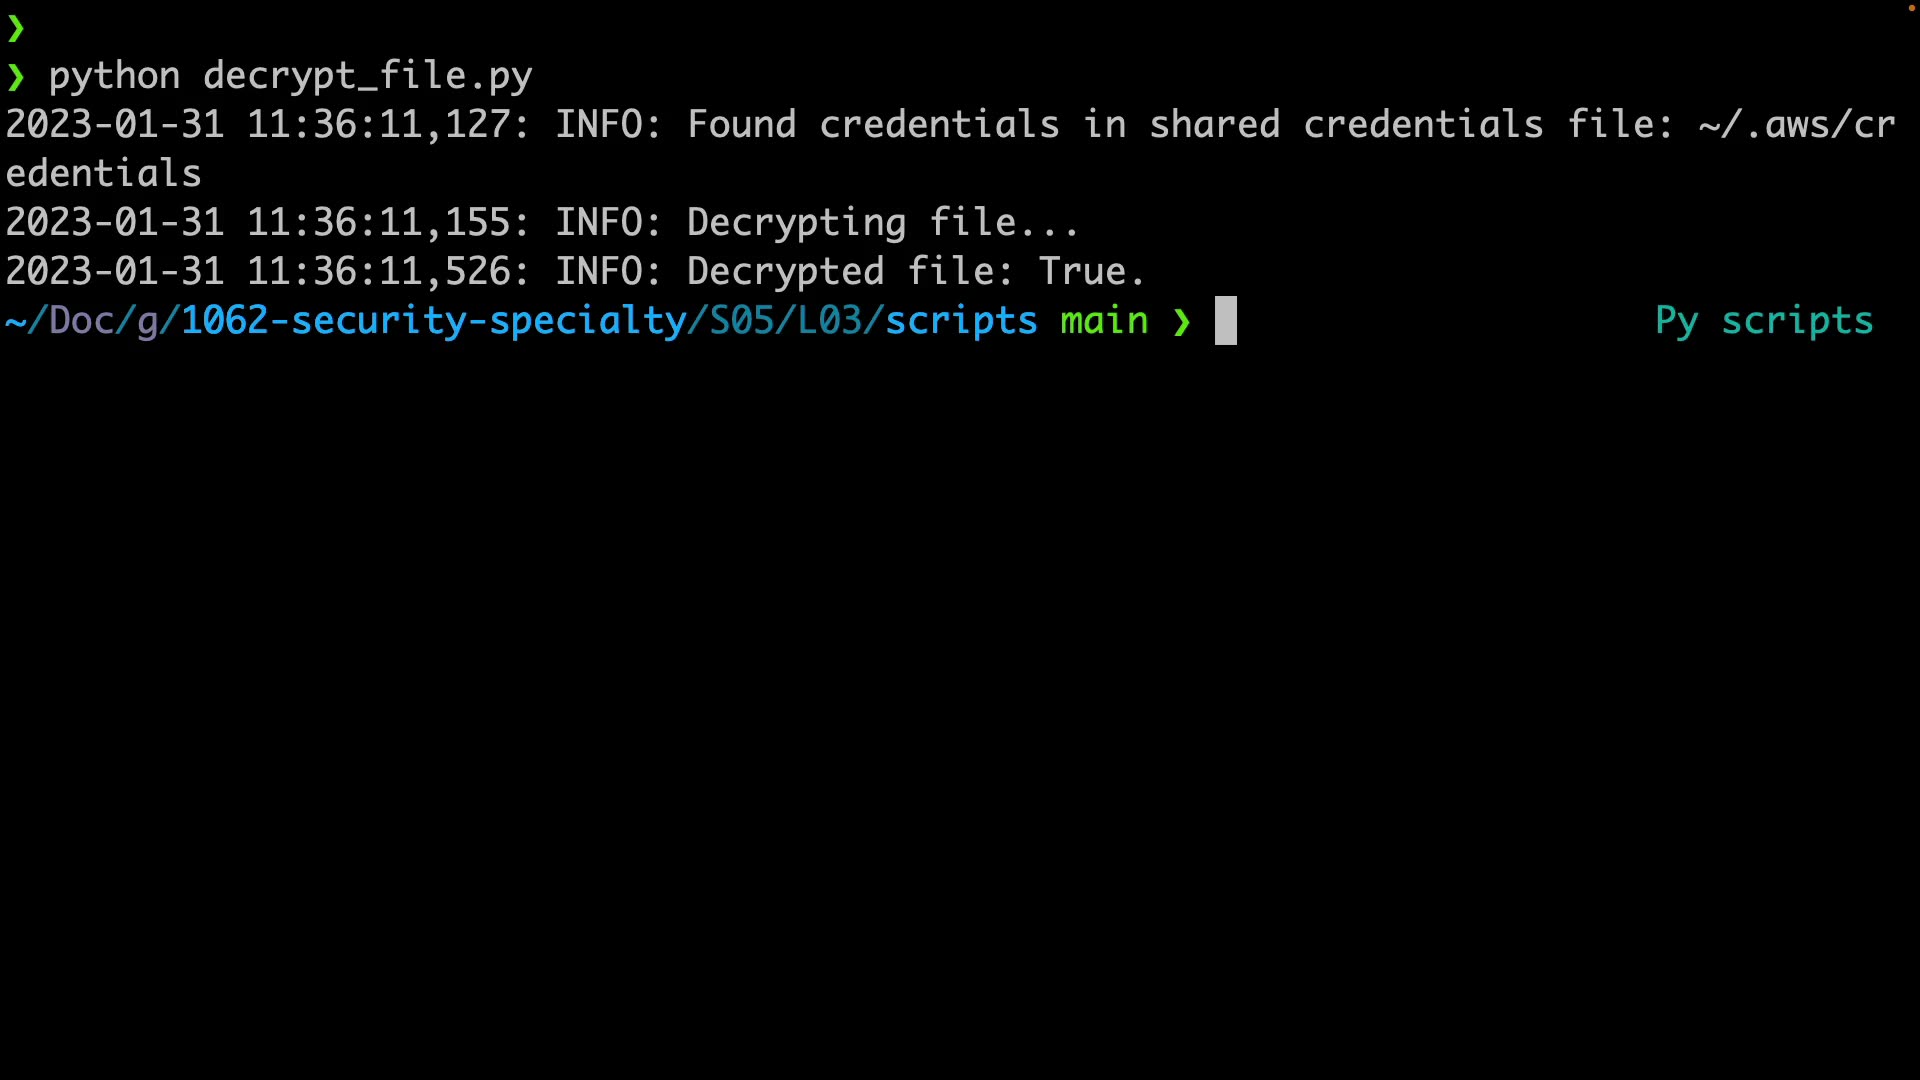 ❯
❯ python decrypt_file.py
2023-01-31 11:36:11,127: INFO: Found credentials in shared credentials file: ~/.aws/cr
edentials
2023-01-31 11:36:11,155: INFO: Decrypting file...
2023-01-31 11:36:11,526: INFO: Decrypted file: True.
~/Doc/g/1062-security-specialty/S05/L03/scripts main ❯ Py scripts